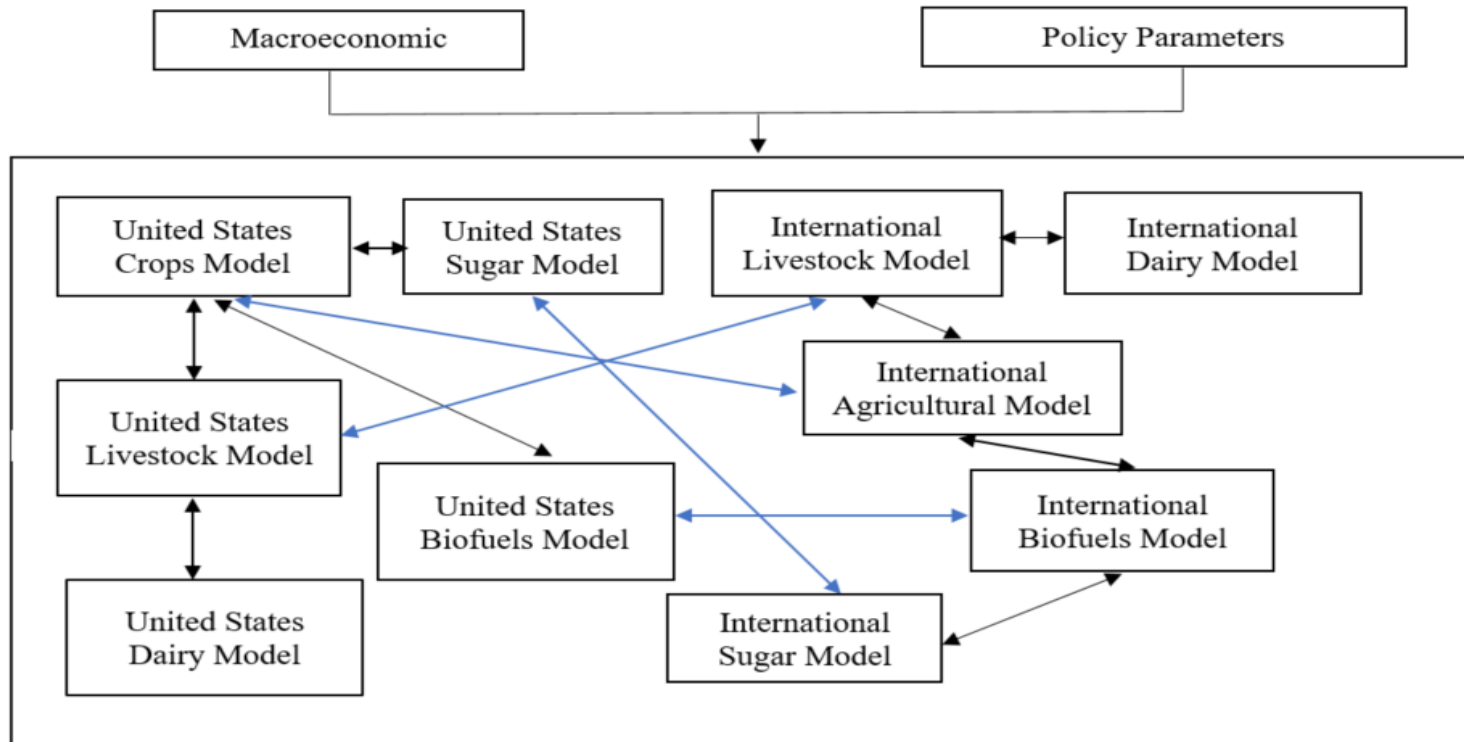 Macroeconomic
Policy Parameters
United States
Crops Model
United States
Sugar Model
International
Livestock Model
International
Dairy Model
International
Agricultural Model
United States
Livestock Model
United States
Biofuels Model
International
Biofuels Model
United States
Dairy Model
International
Sugar Model